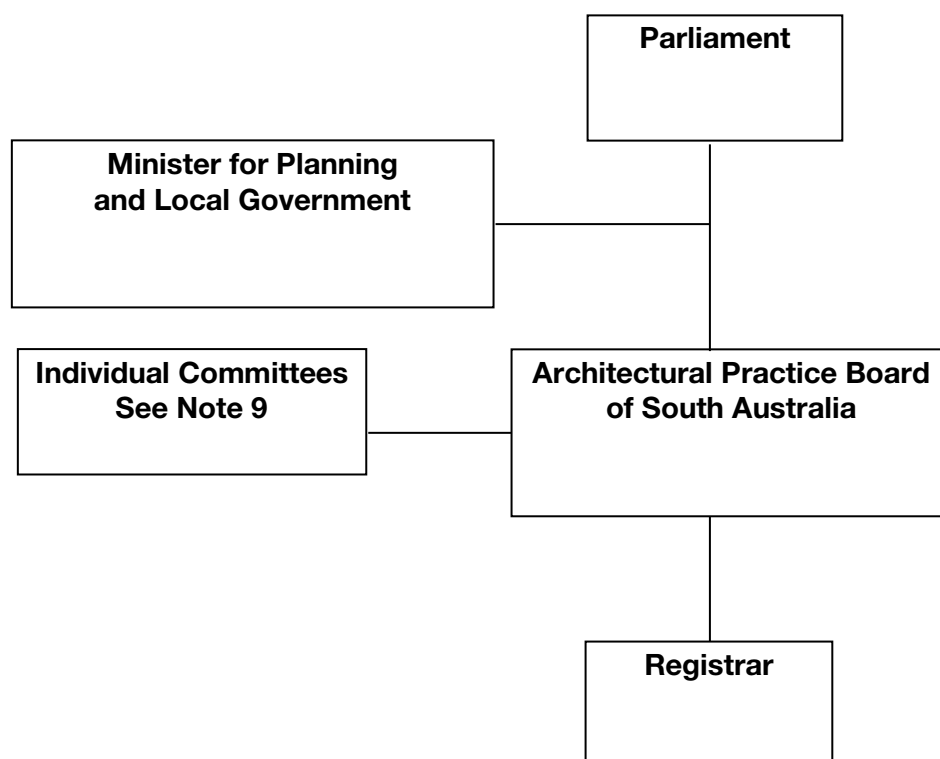 Parliament
Minister for Planning
and Local Government
Individual Committees
See Note 9
Architectural Practice Board
of South Australia
Registrar